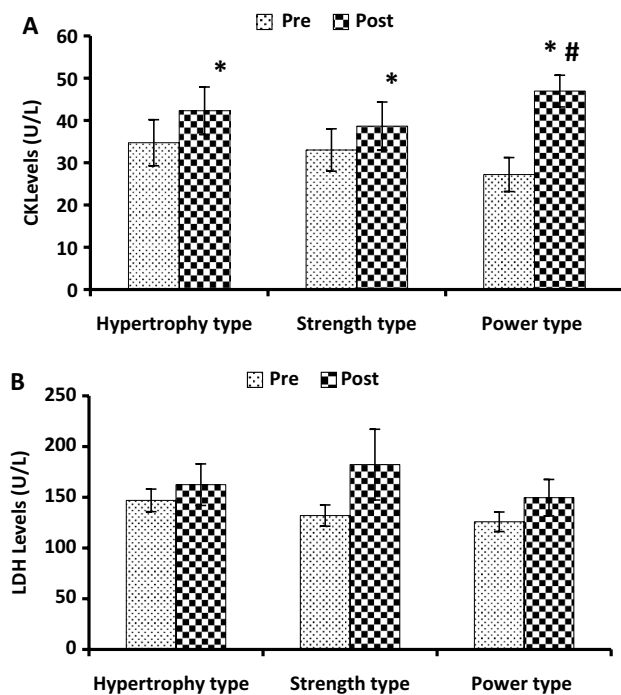 A
Pre Post
60
50
40
30
20
10
0
CKLevels (U/L)
*
*
* #
Hypertrophy type Strength type Power type
B
Pre Post
250
200
150
100
50
0
LDH Levels (U/L)
Hypertrophy type Strength type Power type